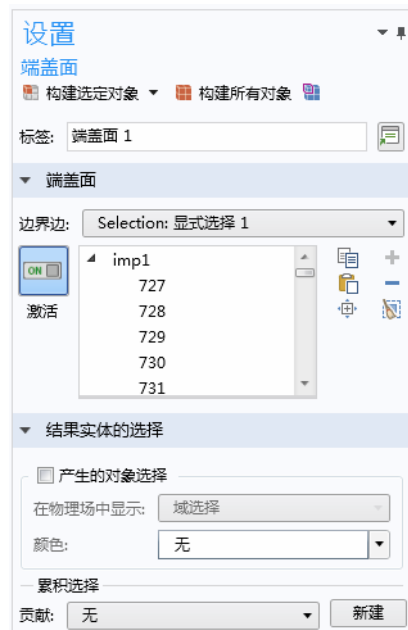 设置
端盖面
构建选定对象 构建所有对象
标签: 端盖面 1
端盖面
边界边: Selection: 显式选择 1
ON
激活
imp1
727
728
729
730
731
结果实体的选择
产生的对象选择
在物理场中显示: 域选择
颜色: 无
累积选择
贡献: 无 新建